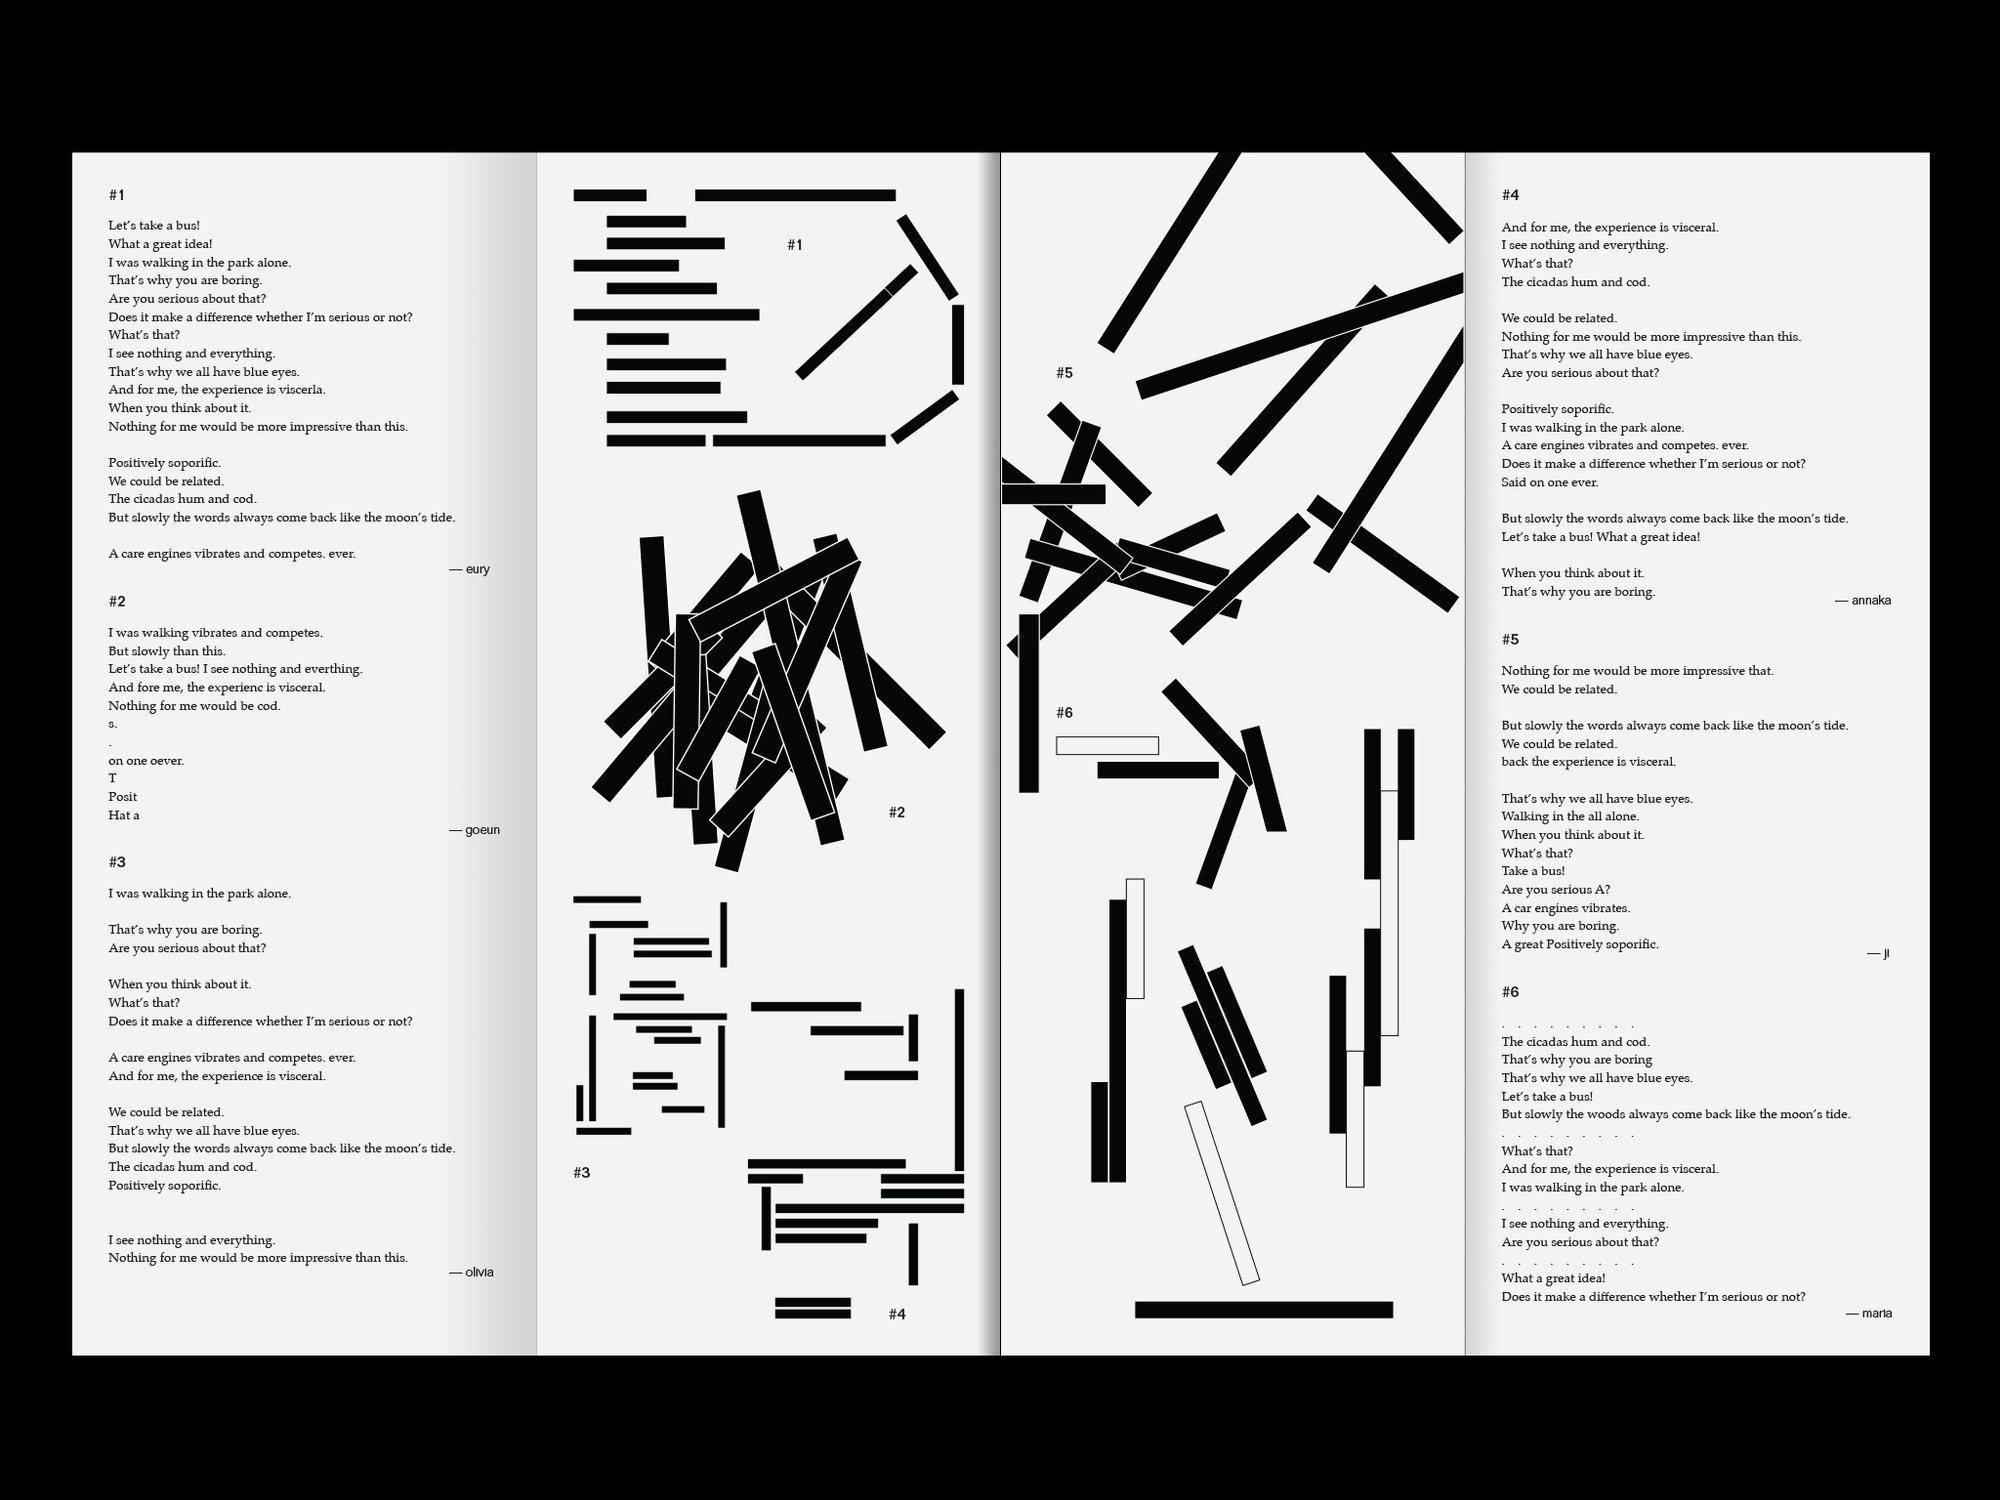 #1
Let's take a bus!
What a great idea!
I was walking in the park alone.
That's why you are boring.
Are you serious about that?
Does it make a difference whether I'm serious or not?
What's that?
I see nothing and everything.
That's why we all have blue eyes.
And for me, the experience is viscerla.
When you think about it.
Nothing for me would be more impressive than this.
Positively soporific.
We could be related.
The cicadas hum and cod.
But slowly the words always come back like the moon's tide.
A care engines vibrates and competes. ever.
— eury
#2
I was walking vibrates and competes.
But slowly than this.
Let's take a bus! I see nothing and everthing.
And fore me, the experienc is visceral.
Nothing for me would be cod.
s.
.
on one oever.
T
Posit
Hat a
— goeun
#3
I was walking in the park alone.
That's why you are boring.
Are you serious about that?
When you think about it.
What's that?
Does it make a difference whether I'm serious or not?
A care engines vibrates and competes. ever.
And for me, the experience is visceral.
We could be related.
That's why we all have blue eyes.
But slowly the words always come back like the moon's tide.
The cicadas hum and cod.
Positively soporific.
I see nothing and everything.
Nothing for me would be more impressive than this.
— olivia
#1
#2
#3
#4
#5
#6
#4
And for me, the experience is visceral.
I see nothing and everything.
What's that?
The cicadas hum and cod.
We could be related.
Nothing for me would be more impressive than this.
That's why we all have blue eyes.
Are you serious about that?
Positively soporific.
I was walking in the park alone.
A care engines vibrates and competes. ever.
Does it make a difference whether I'm serious or not?
Said on one ever.
But slowly the words always come back like the moon's tide.
Let's take a bus! What a great idea!
When you think about it.
That's why you are boring.
— annaka
#5
Nothing for me would be more impressive that.
We could be related.
But slowly the words always come back like the moon's tide.
We could be related.
back the experience is visceral.
That's why we all have blue eyes.
Walking in the all alone.
When you think about it.
What's that?
Take a bus!
Are you serious A?
A car engines vibrates.
Why you are boring.
A great Positively soporific.
— ji
#6
. . . . . . . . .
The cicadas hum and cod.
That's why you are boring
That's why we all have blue eyes.
Let's take a bus!
But slowly the woods always come back like the moon's tide.
. . . . . . . . .
What's that?
And for me, the experience is visceral.
I was walking in the park alone.
. . . . . . . . .
I see nothing and everything.
Are you serious about that?
. . . . . . . . .
What a great idea!
Does it make a difference whether I'm serious or not?
— maria